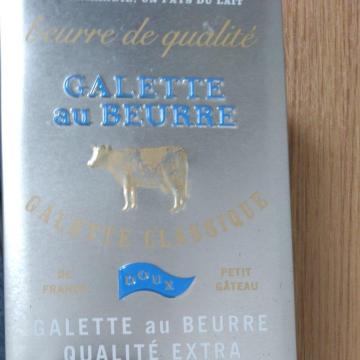 UN PAYS DU LAIT
beurre de qualité
GALETTE
au BEURRE
GALETTE CLASSIQUE
DE
FRANCE
DOUX
PETIT
GÂTEAU
GALETTE au BEURRE
QUALITÉ EXTRA